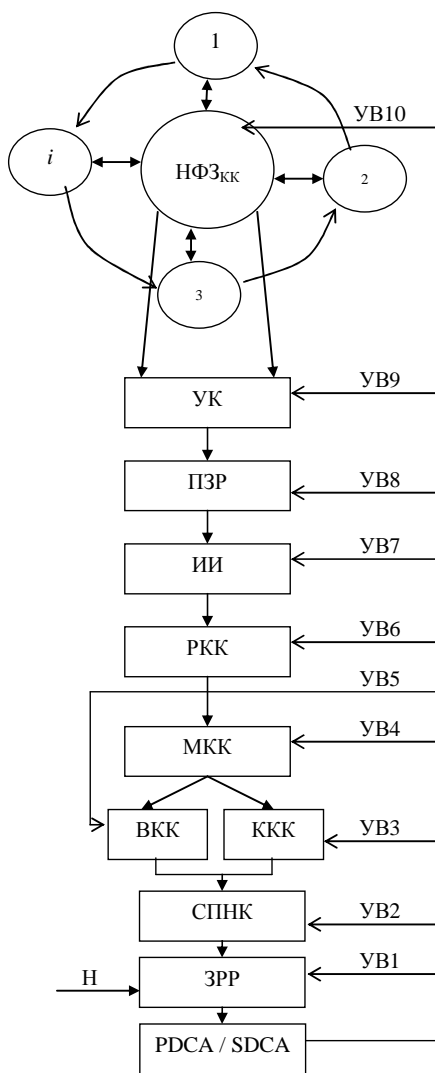 1
УВ10
i
НФЗКК
2
3
УВ9
УК
УВ8
ПЗР
УВ7
ИИ
УВ6
РКК
УВ5
УВ4
МКК
ВКК
ККК
УВ3
СПНК
УВ2
УВ1
Н
ЗРР
PDCA / SDCA